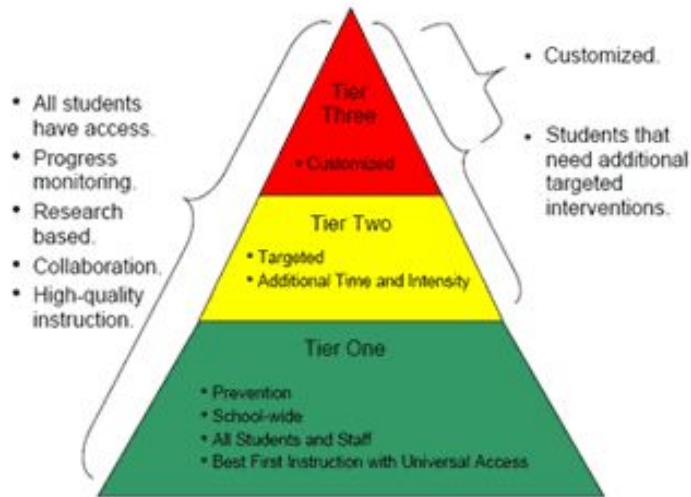 • All students
have access.
• Progress
monitoring.
• Research
based.
• Collaboration.
• High-quality
instruction.
Tier
Three
• Customized
Tier Two
• Targeted
• Additional Time and Intensity
Tier One
• Prevention
• School-wide
• All Students and Staff
• Best First Instruction with Universal Access
• Customized.
• Students that
need additional
targeted
interventions.